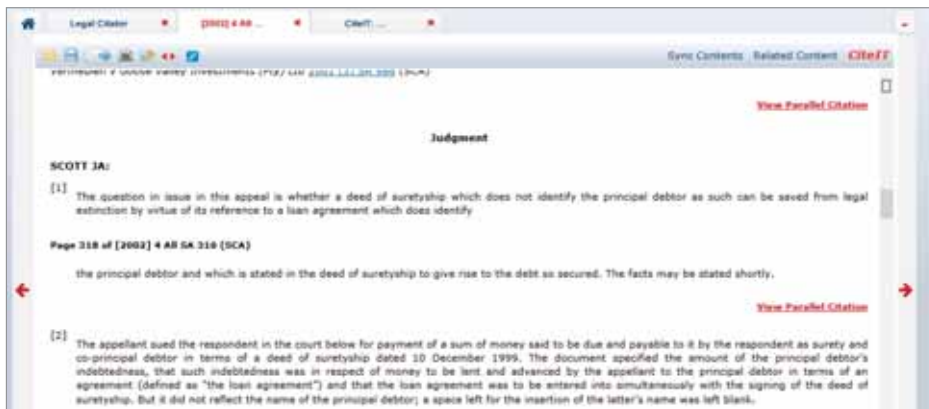 Legal Citator
[2002] 4 All ...
CiteIT: ...
Sync Contents Related Content CiteIT
Vermeulen v Goose Valley Investments (Pty) Ltd 2001 (3) SA 986 (SCA)
View Parallel Citation
Judgment
SCOTT JA:
[1]
The question in issue in this appeal is whether a deed of suretyship which does not identify the principal debtor as such can be saved from legal
extinction by virtue of its reference to a loan agreement which does identify
Page 318 of [2002] 4 All SA 316 (SCA)
the principal debtor and which is stated in the deed of suretyship to give rise to the debt so secured. The facts may be stated shortly.
View Parallel Citation
[2]
The appellant sued the respondent in the court below for payment of a sum of money said to be due and payable to it by the respondent as surety and
co-principal debtor in terms of a deed of suretyship dated 10 December 1999. The document specified the amount of the principal debtor's
indebtedness, that such indebtedness was in respect of money to be lent and advanced by the appellant to the principal debtor in terms of an
agreement (defined as "the loan agreement") and that the loan agreement was to be entered into simultaneously with the signing of the deed of
suretyship. But it did not reflect the name of the principal debtor; a space left for the insertion of the latter's name was left blank.